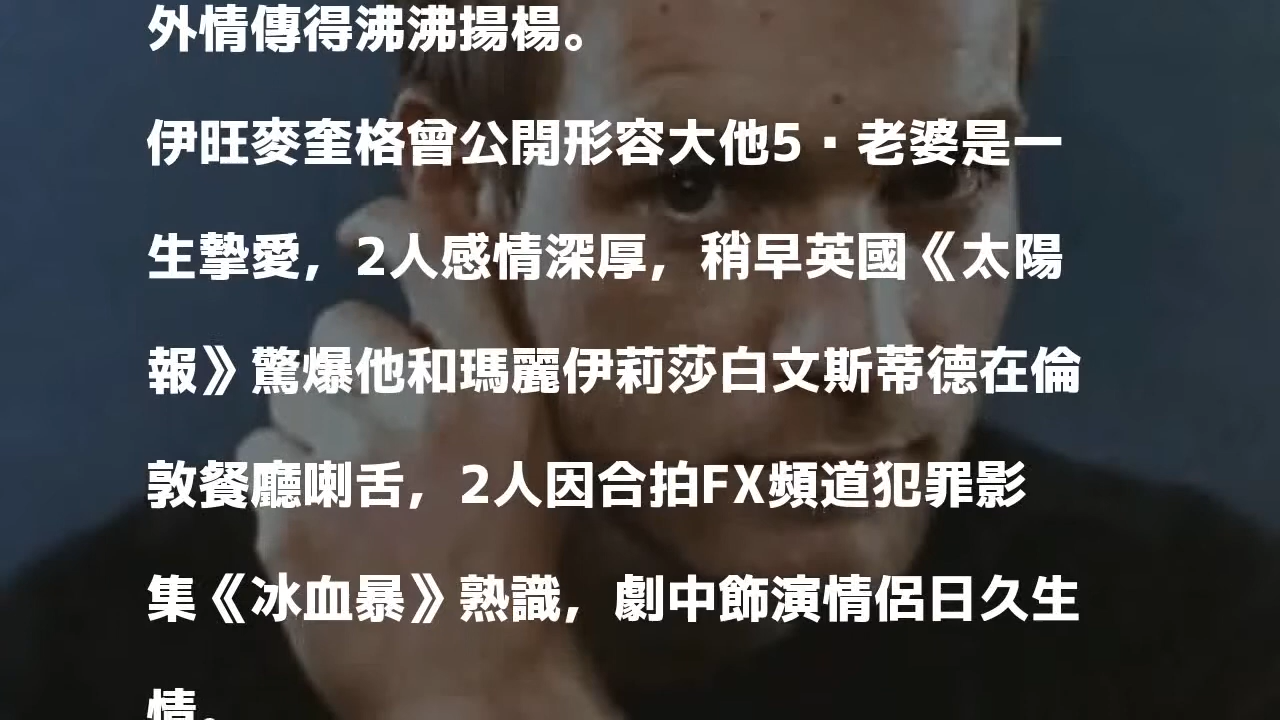 外情傳得沸沸揚楊。
伊旺麥奎格曾公開形容大他5·老婆是一
生摯愛，2人感情深厚，稍早英國《太陽
報》驚爆他和瑪麗伊莉莎白文斯蒂德在倫
敦餐廳喇舌，2人因合拍FX頻道犯罪影
集《冰血暴》熟識，劇中飾演情侶日久生
情。